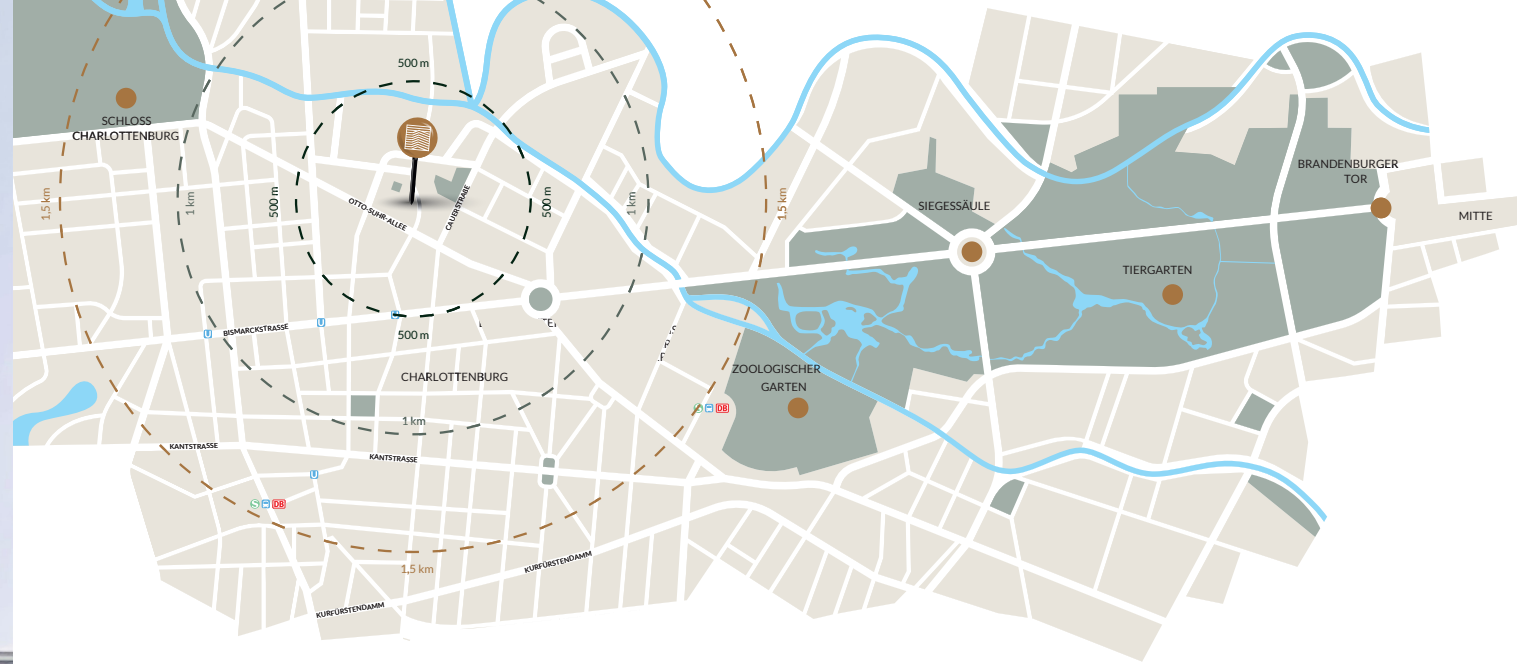 500 m
SCHLOSS
CHARLOTTENBURG
BRANDENBURGER
TOR
1,5 km
1 km
500 m
OTTO-SUHR-ALLEE
CAUERSTRAßE
500 m
1 km
1,5 km
SIEGESSÄULE
MITTE
TIERGARTEN
U
BISMARCKSTRASSE
U
500 m
CHARLOTTENBURG
ZOOLOGISCHER
GARTEN
S DB
1 km
KANTSTRASSE
KANTSTRASSE
U
S DB
1,5 km
KURFÜRSTENDAMM
KURFÜRSTENDAMM